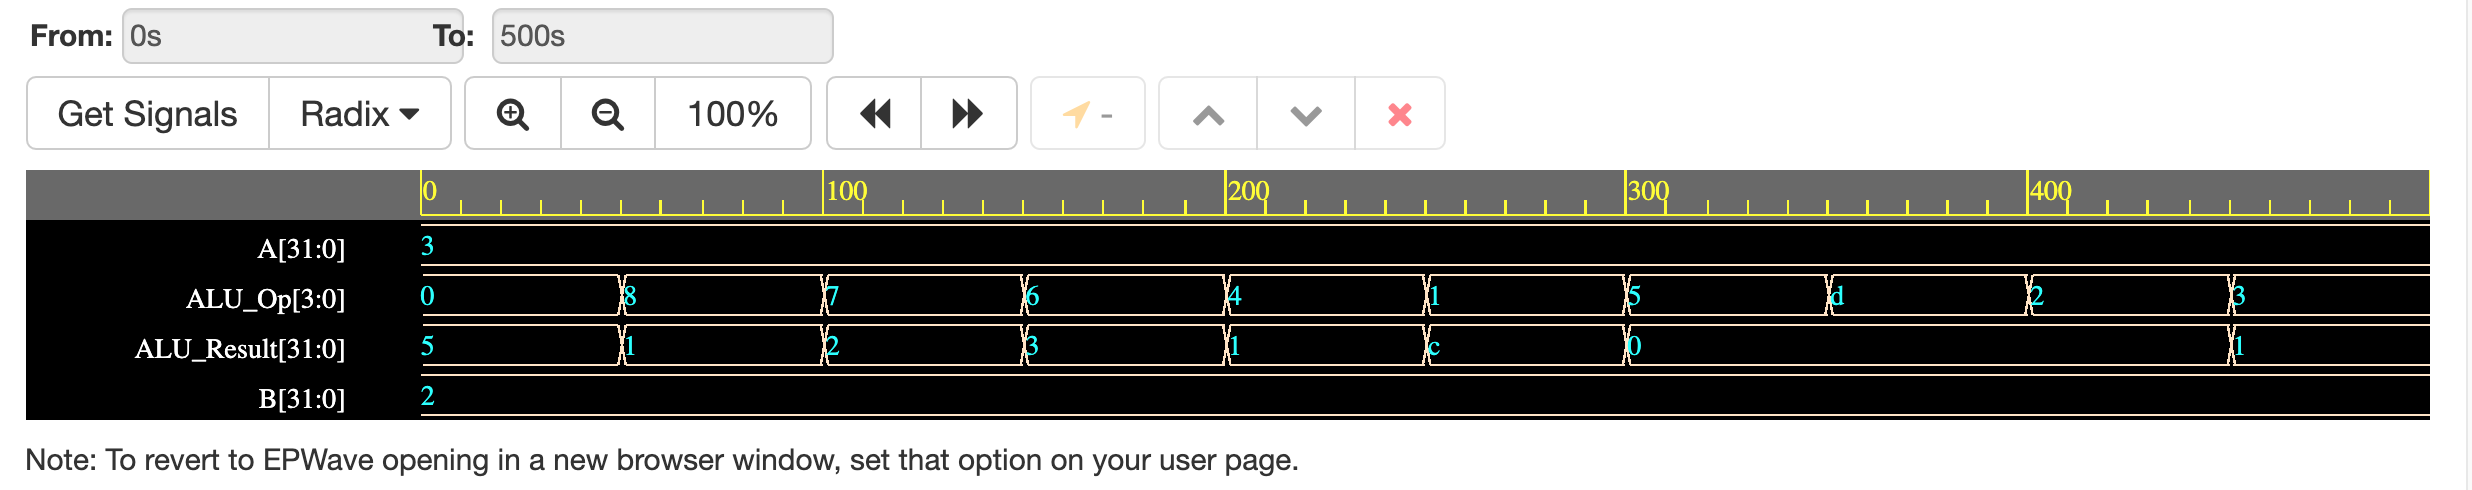 From: 0s To: 500s
Get Signals Radix 100% -
0 100 200 300 400
A[31:0] 3
ALU_Op[3:0] 0 8 7 6 4 1 5 d 2 3
ALU_Result[31:0] 5 1 2 3 1 c 0 1
B[31:0] 2
Note: To revert to EPWave opening in a new browser window, set that option on your user page.